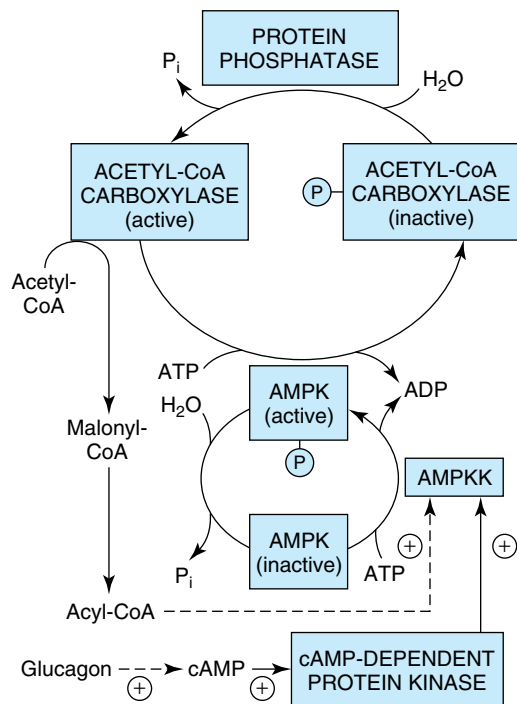 PROTEIN
PHOSPHATASE
Pᵢ
H₂O
ACETYL-CoA
CARBOXYLASE
(active)
P
ACETYL-CoA
CARBOXYLASE
(inactive)
Acetyl-
CoA
ATP
ADP
H₂O
AMPK
(active)
P
Malonyl-
CoA
AMPKK
AMPK
(inactive)
+
+
Pᵢ
ATP
Acyl-CoA
Glucagon
+
cAMP
+
cAMP-DEPENDENT
PROTEIN KINASE